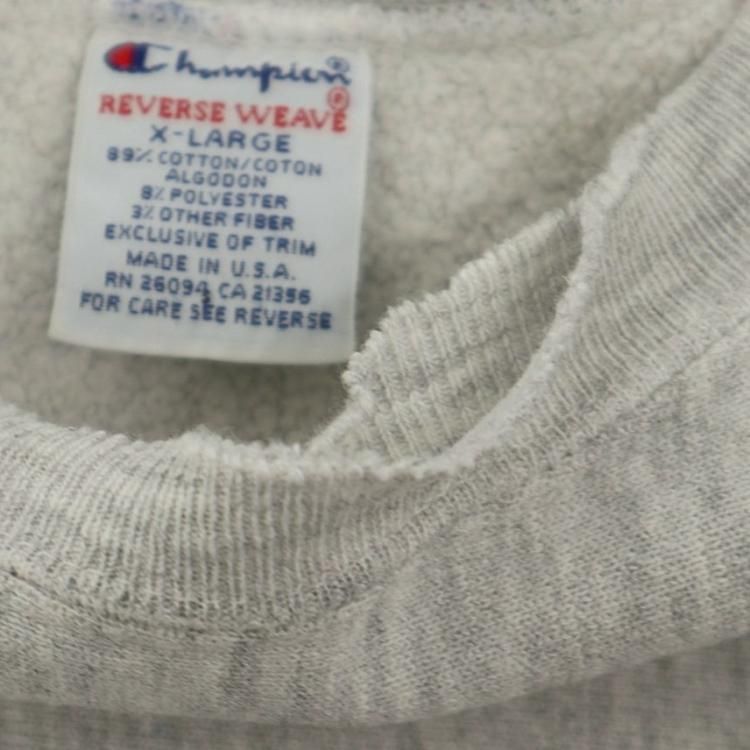 Champion®
REVERSE WEAVE®
X-LARGE
89% COTTON/COTON
ALGODON
8% POLYESTER
3% OTHER FIBER
EXCLUSIVE OF TRIM
MADE IN U.S.A.
RN 26094 CA 21356
FOR CARE SEE REVERSE